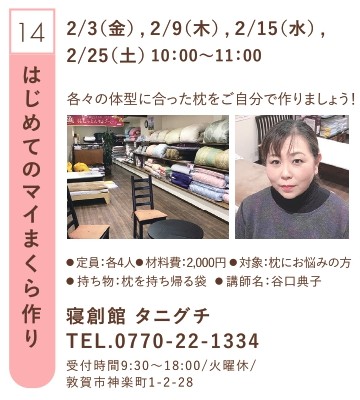 14
はじめてのマイまくら作り
2/3(金) , 2/9(木) , 2/15(水) ,
2/25(土) 10:00〜11:00
各々の体型に合った枕をご自分で作りましょう!
●定員:各4人●材料費:2,000円●対象:枕にお悩みの方
●持ち物:枕を持ち帰る袋 ●講師名:谷口典子
寝創館 タニグチ
TEL.0770-22-1334
受付時間9:30〜18:00/火曜休/
敦賀市神楽町1-2-28